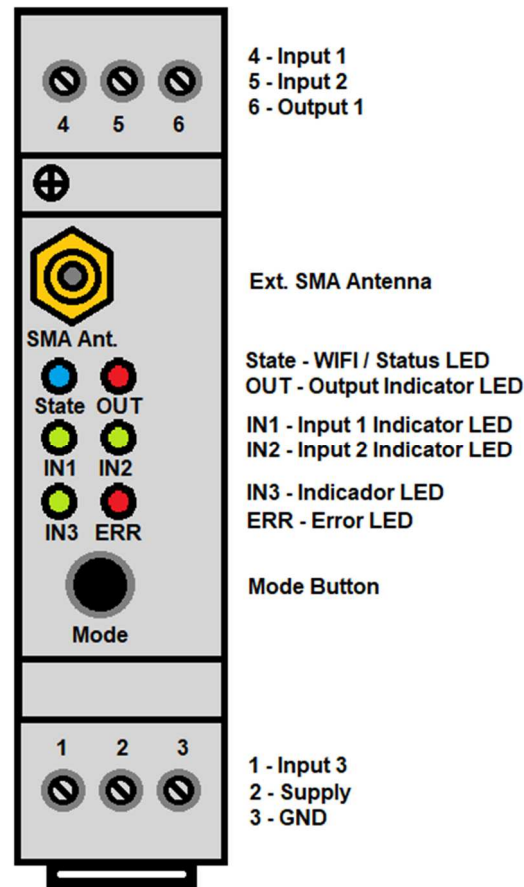 4 - Input 1
5 - Input 2
6 - Output 1
4 5 6
Ext. SMA Antenna
SMA Ant.
State - WIFI / Status LED
OUT - Output Indicator LED
State OUT
IN1 - Input 1 Indicator LED
IN2 - Input 2 Indicator LED
IN1 IN2
IN3 - Indicador LED
ERR - Error LED
IN3 ERR
Mode Button
Mode
1 2 3
1 - Input 3
2 - Supply
3 - GND